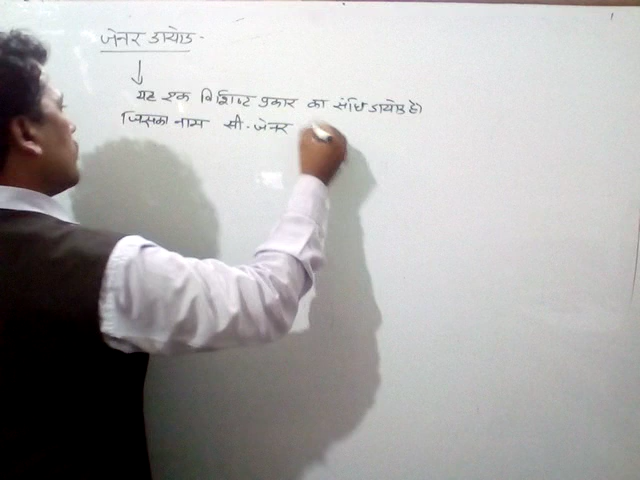 जेनर डायोड -
यह एक विशिष्ट प्रकार का संधि डायोड है।
जिसका नाम सी. जेनर